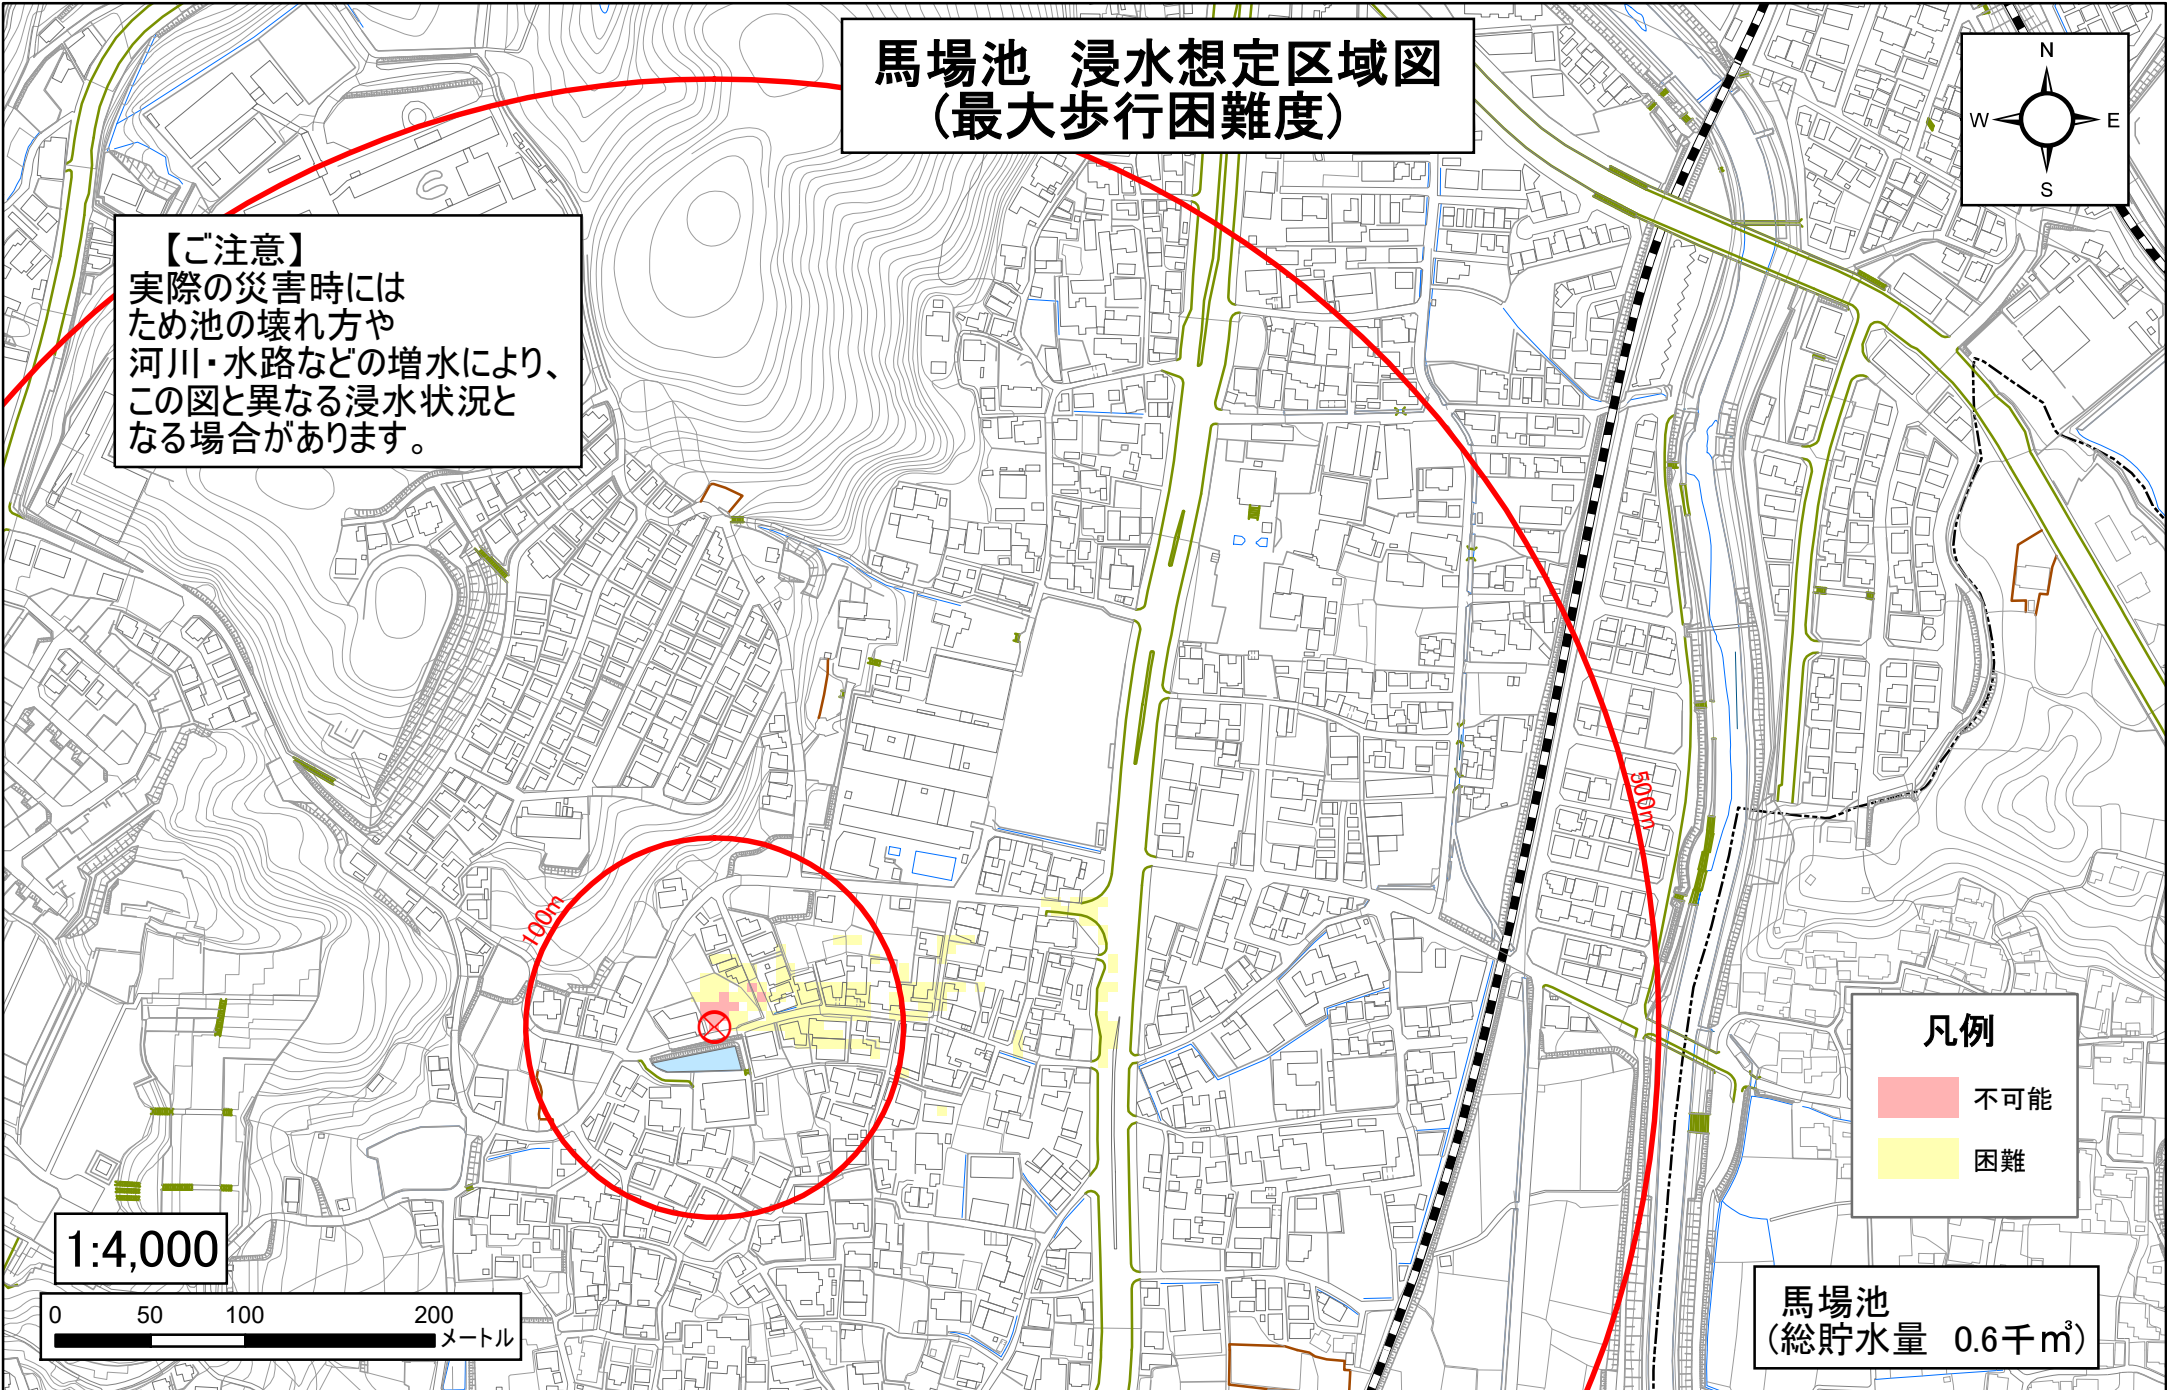 馬場池 浸水想定区域図
(最大歩行困難度)
N
W
E
S
【ご注意】
実際の災害時には
ため池の壊れ方や
河川・水路などの増水により、
この図と異なる浸水状況と
なる場合があります。
500m
100m
凡例
不可能
困難
1:4,000
0 50 100 200
メートル
馬場池
(総貯水量 0.6千㎥)